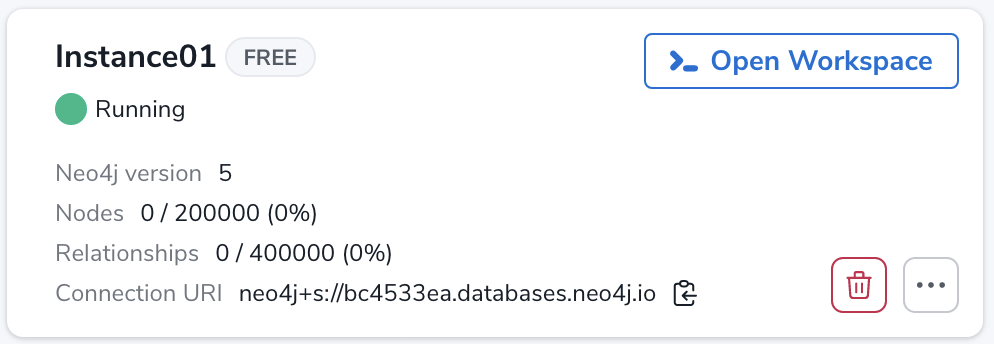 Instance01 FREE
Open Workspace
Running
Neo4j version 5
Nodes 0 / 200000 (0%)
Relationships 0 / 400000 (0%)
Connection URI neo4j+s://bc4533ea.databases.neo4j.io